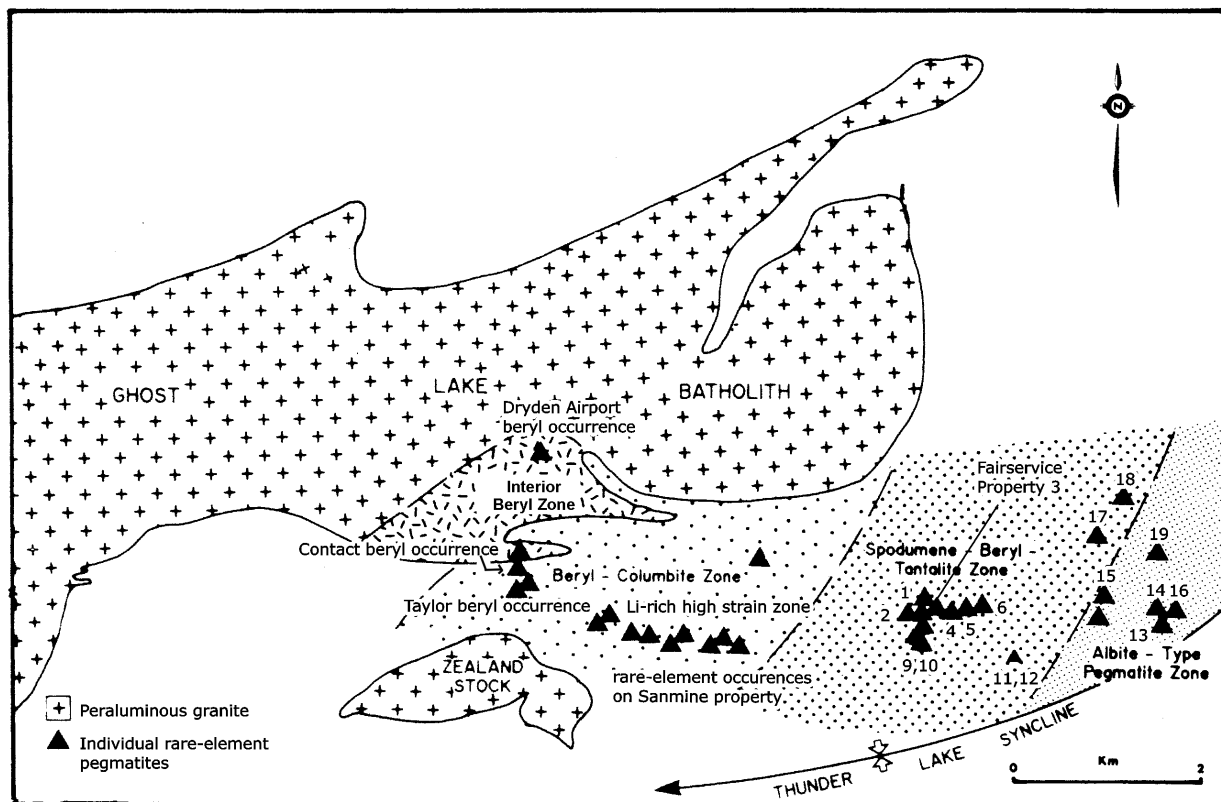 N
GHOST LAKE BATHOLITH
Dryden Airport
beryl occurrence
Interior
Beryl Zone
Contact beryl occurrence
Beryl - Columbite Zone
Taylor beryl occurrence
Li-rich high strain zone
rare-element occurences
on Sanmine property
ZEALAND
STOCK
Fairservice
Property 3
Spodumene - Beryl -
Tantalite Zone
18
17
19
15
14 16
13
1
2
4 5
6
9,10
11,12
Albite - Type
Pegmatite Zone
THUNDER LAKE SYNCLINE
Peraluminous granite
Individual rare-element
pegmatites
0 Km 2